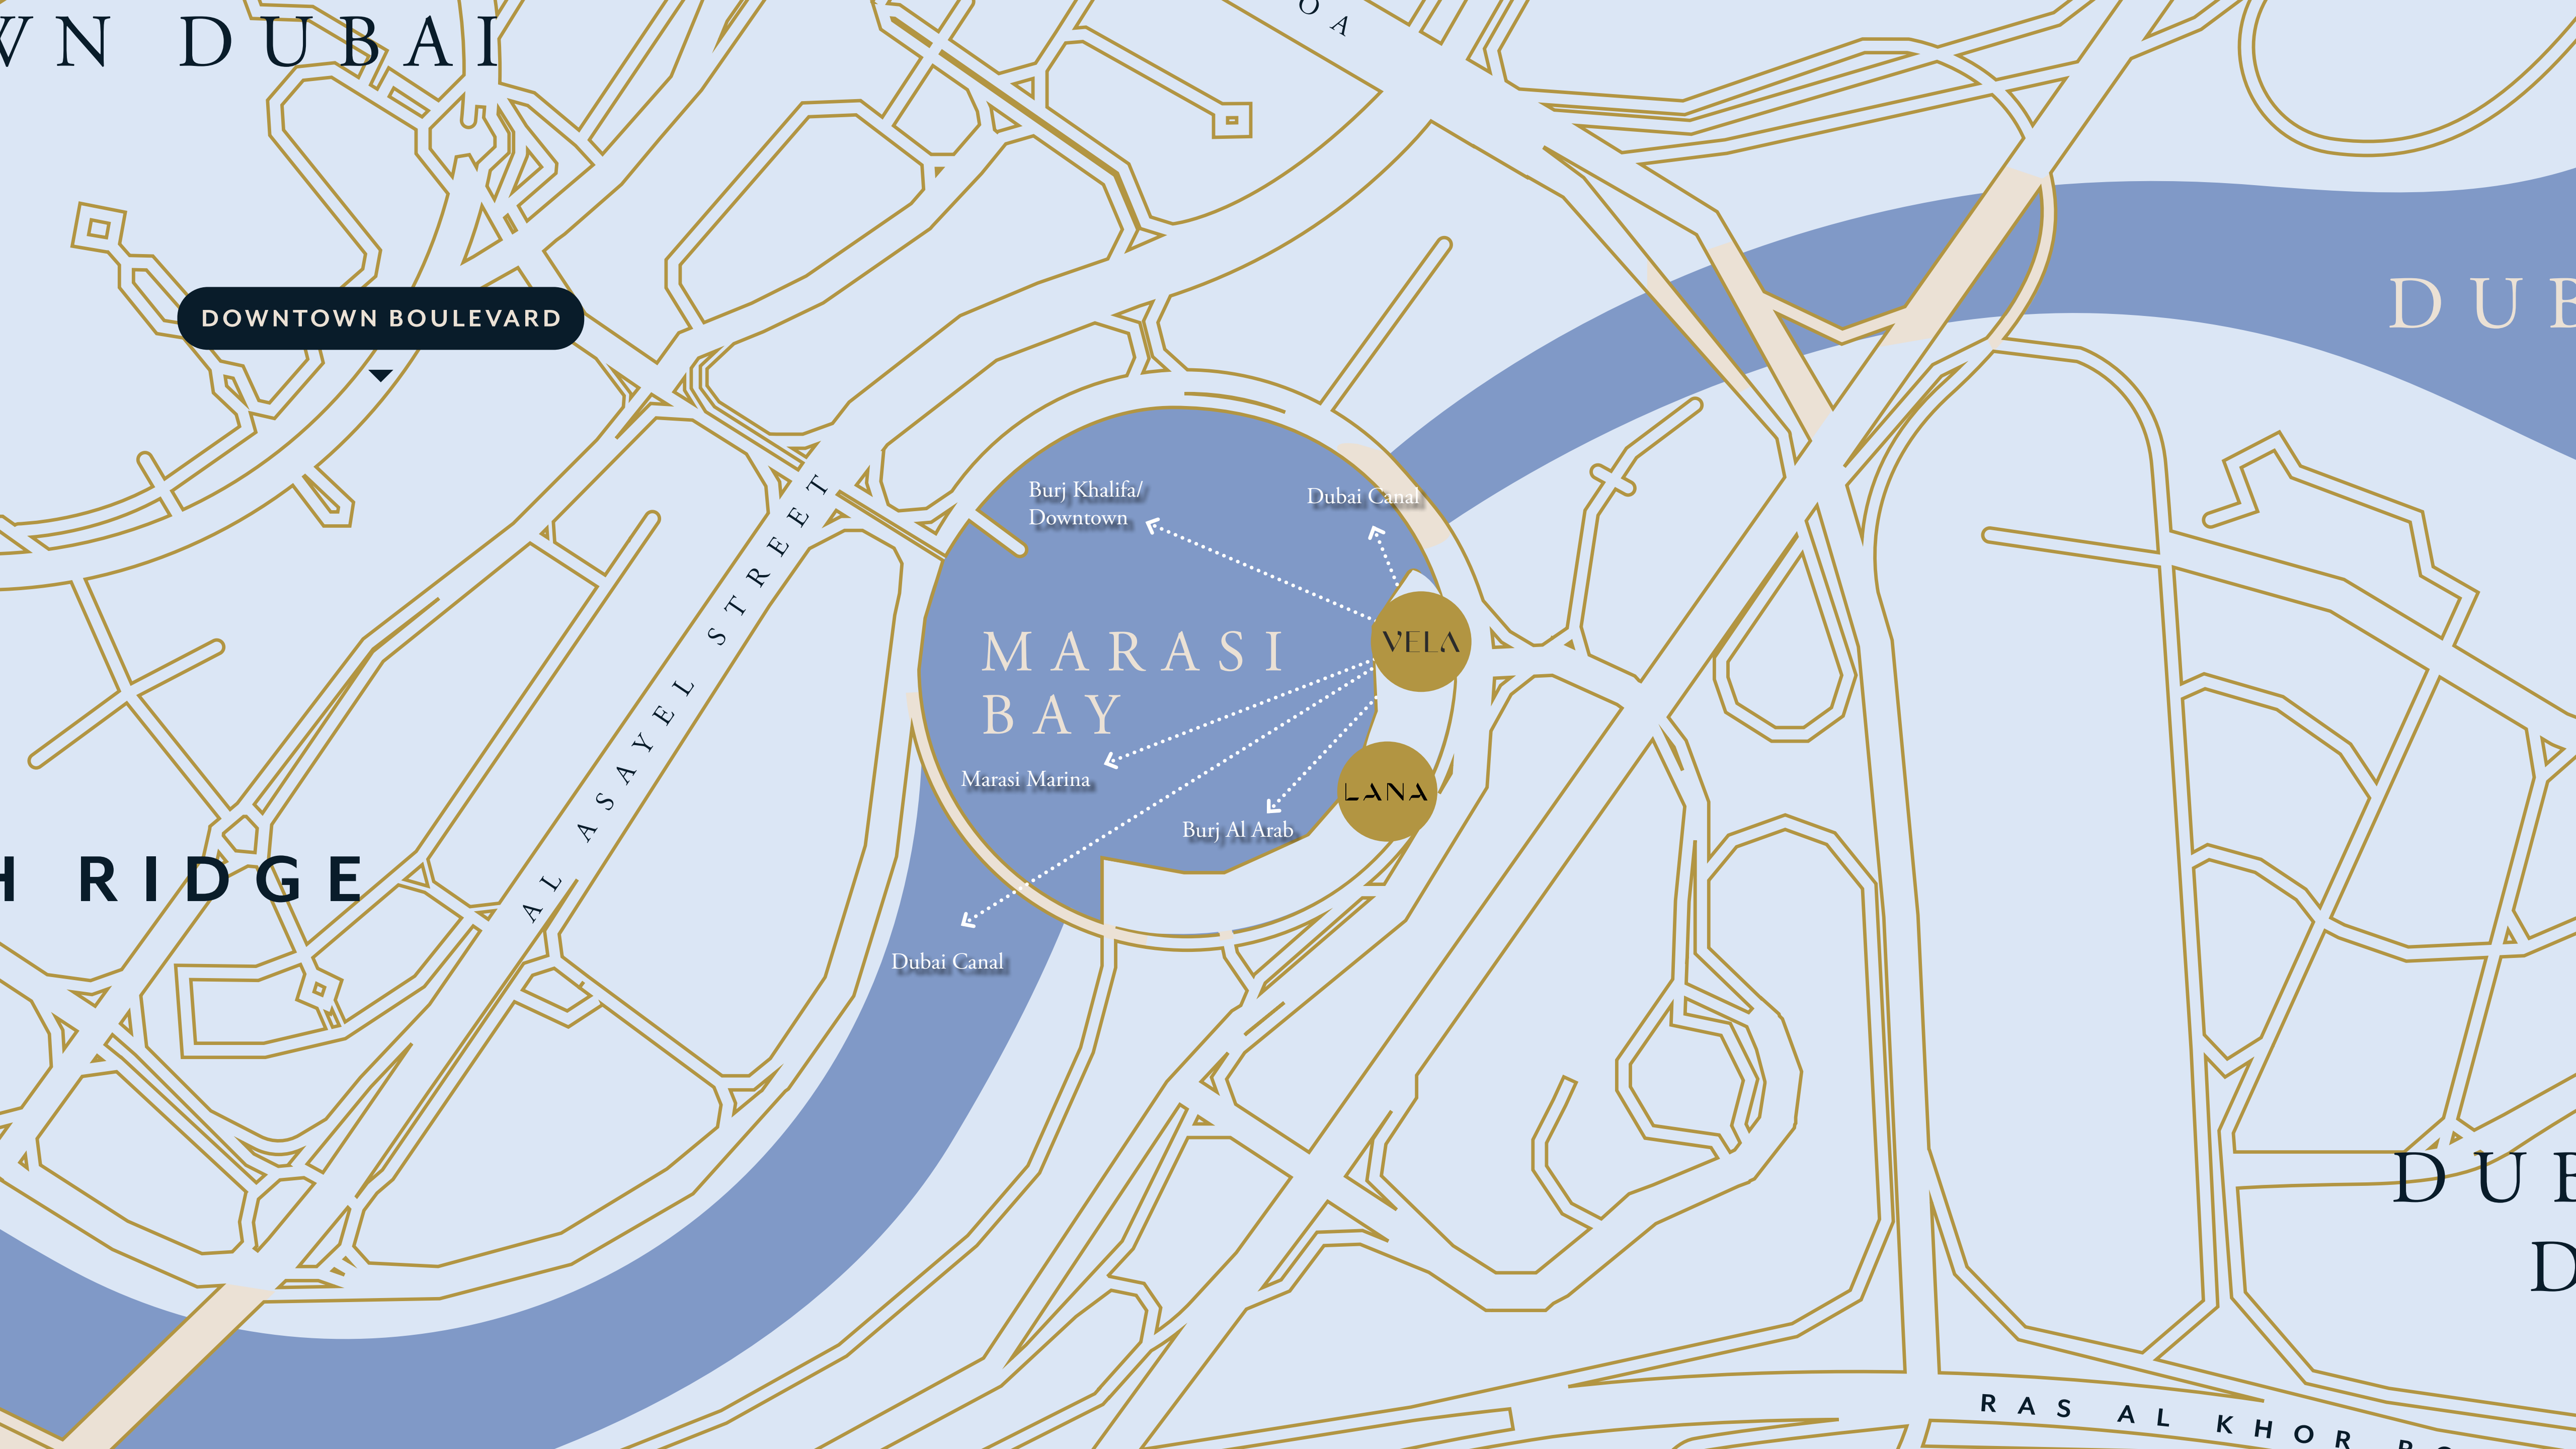 DUBAI
DOWNTOWN BOULEVARD
Burj Khalifa/
Downtown
Dubai Canal
VELA
MARASI
BAY
Marasi Marina
LANA
Burj Al Arab
AL ASAYEL STREET
RIDGE
Dubai Canal
RAS AL KHOR